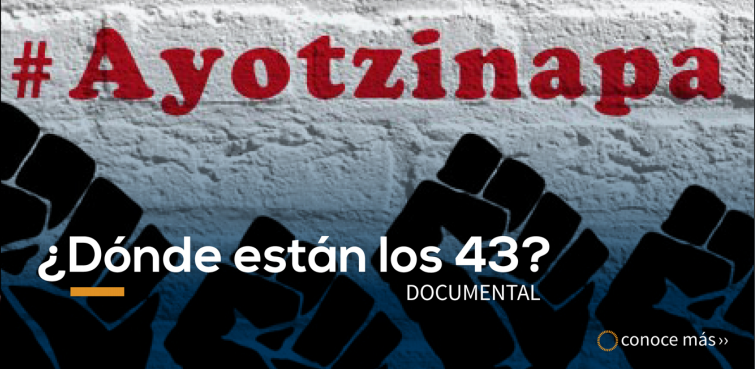 #Ayotzinapa
¿Dónde están los 43?
DOCUMENTAL
conoce más ››